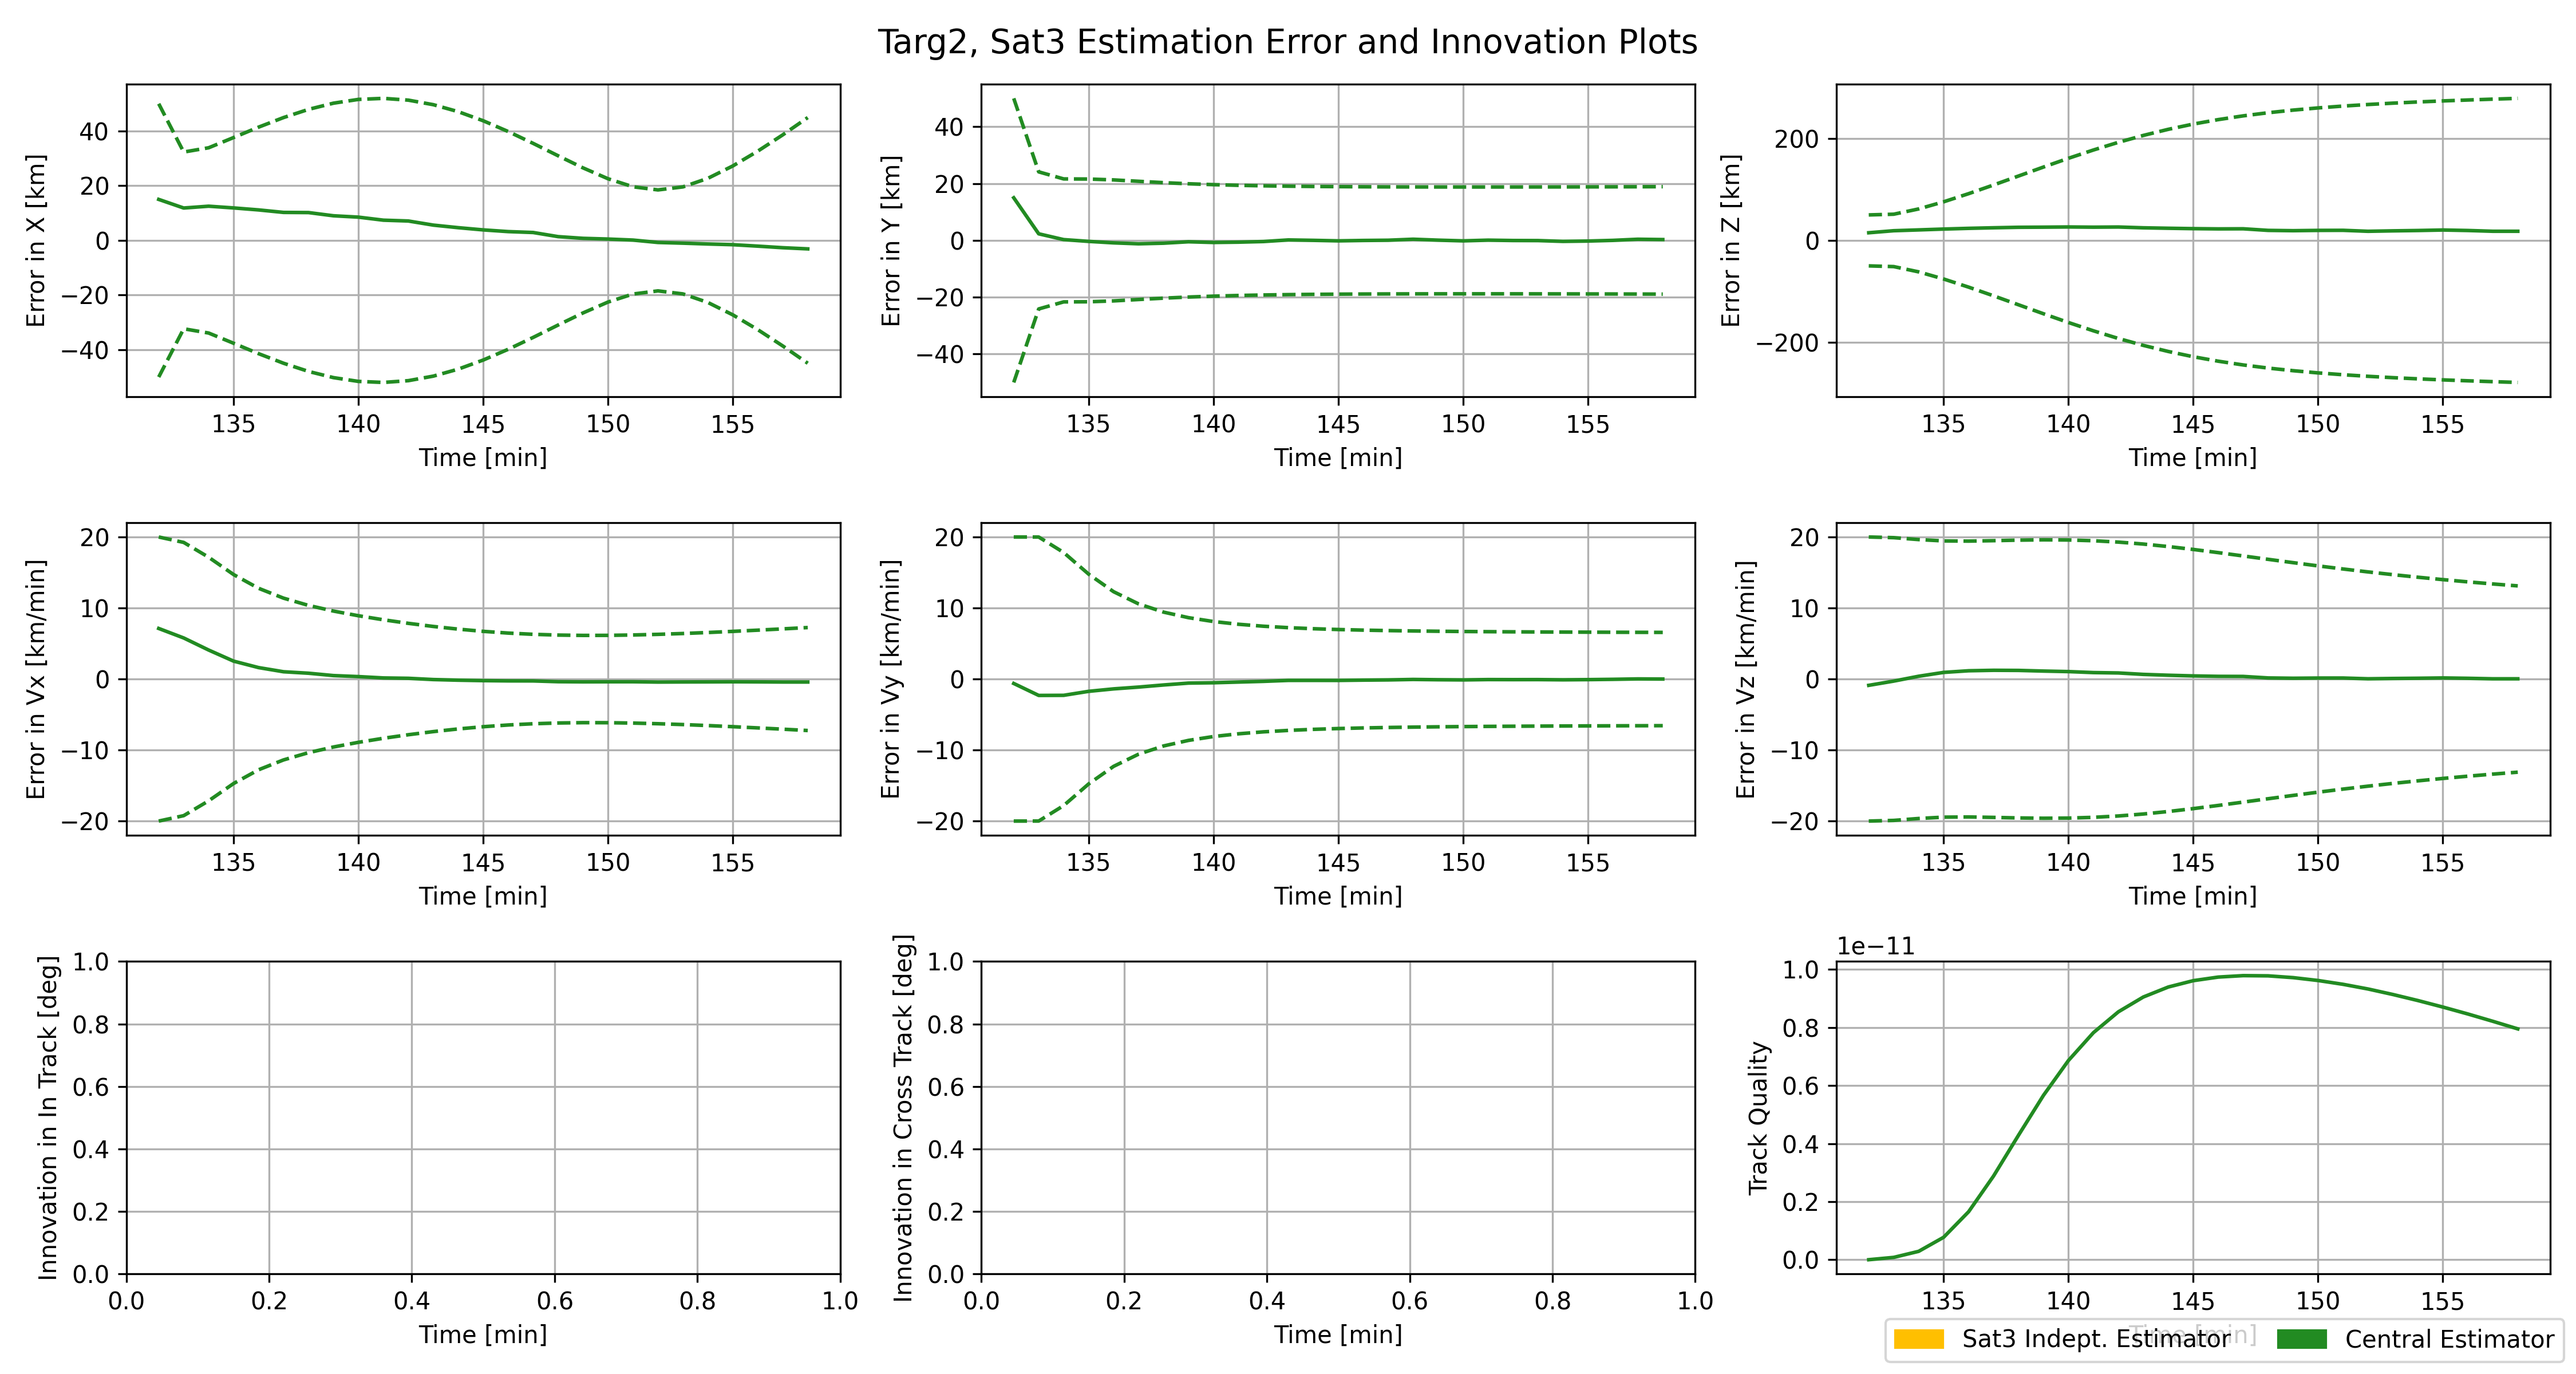 Targ2, Sat3 Estimation Error and Innovation Plots
Error in X [km]
40
20
0
−20
−40
135 140 145 150 155
Time [min]
Error in Y [km]
40
20
0
−20
−40
135 140 145 150 155
Time [min]
Error in Z [km]
200
0
−200
135 140 145 150 155
Time [min]
Error in Vx [km/min]
20
10
0
−10
−20
135 140 145 150 155
Time [min]
Error in Vy [km/min]
20
10
0
−10
−20
135 140 145 150 155
Time [min]
Error in Vz [km/min]
20
10
0
−10
−20
135 140 145 150 155
Time [min]
Innovation in In Track [deg]
1.0
0.8
0.6
0.4
0.2
0.0
0.0 0.2 0.4 0.6 0.8 1.0
Time [min]
Innovation in Cross Track [deg]
1.0
0.8
0.6
0.4
0.2
0.0
0.0 0.2 0.4 0.6 0.8 1.0
Time [min]
1e−11
Track Quality
1.0
0.8
0.6
0.4
0.2
0.0
135 140 145 150 155
Time [min]
Sat3 Indept. Estimator Central Estimator